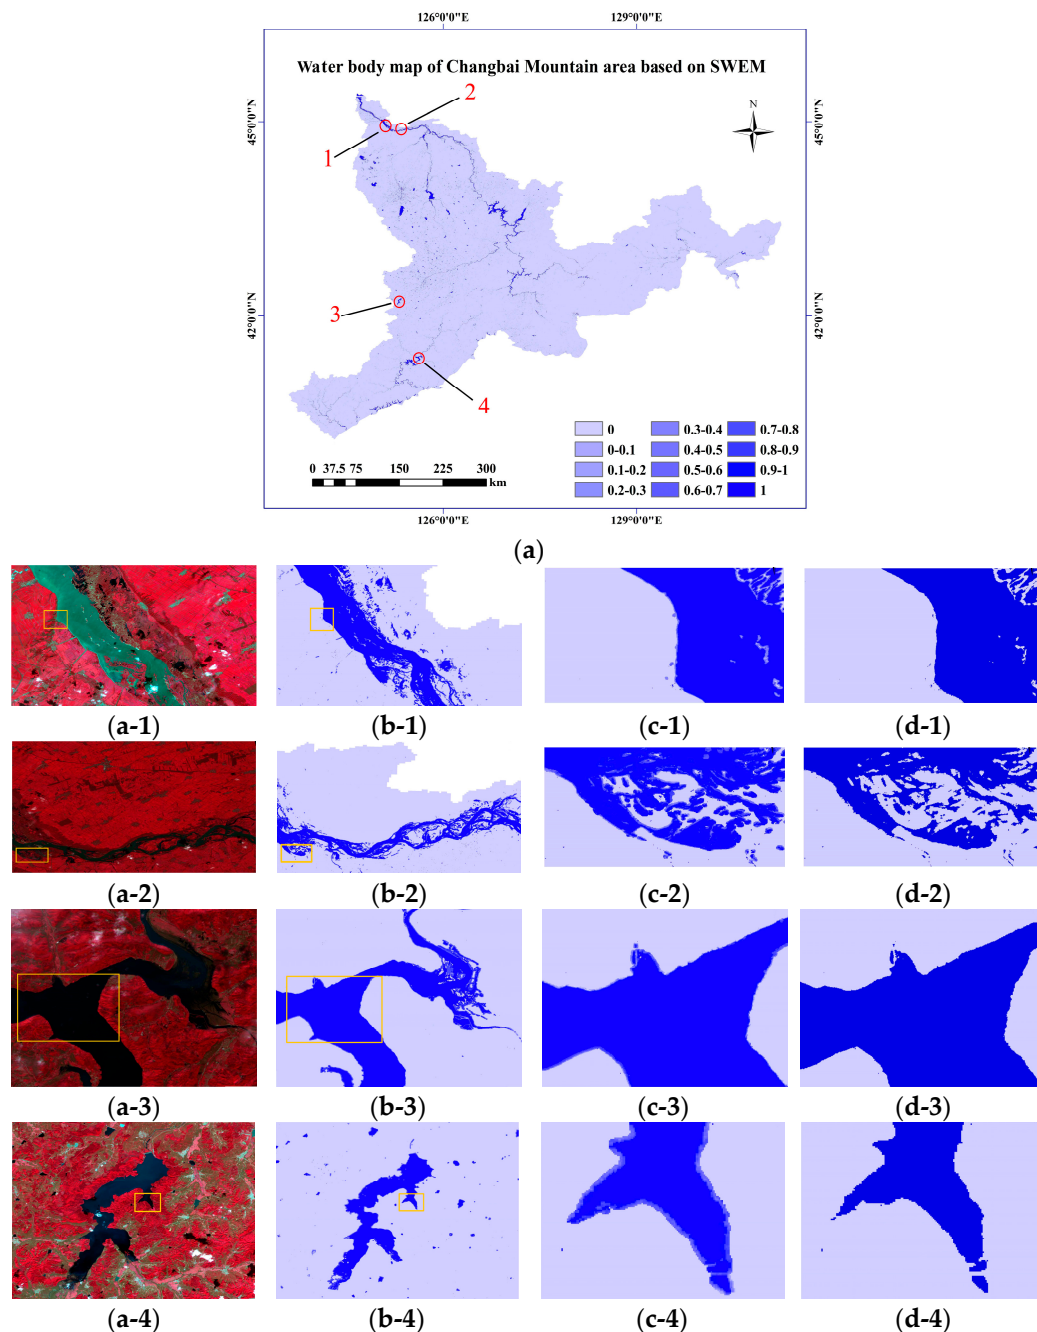 126°0'0"E 129°0'0"E
Water body map of Changbai Mountain area based on SWEM
N
45°0'0"N
45°0'0"N
42°0'0"N
42°0'0"N
1
2
3
4
0 0.3-0.4 0.7-0.8
0-0.1 0.4-0.5 0.8-0.9
0.1-0.2 0.5-0.6 0.9-1
0.2-0.3 0.6-0.7 1
0 37.5 75 150 225 300
km
126°0'0"E 129°0'0"E
(a)
(a-1) (b-1) (c-1) (d-1)
(a-2) (b-2) (c-2) (d-2)
(a-3) (b-3) (c-3) (d-3)
(a-4) (b-4) (c-4) (d-4)